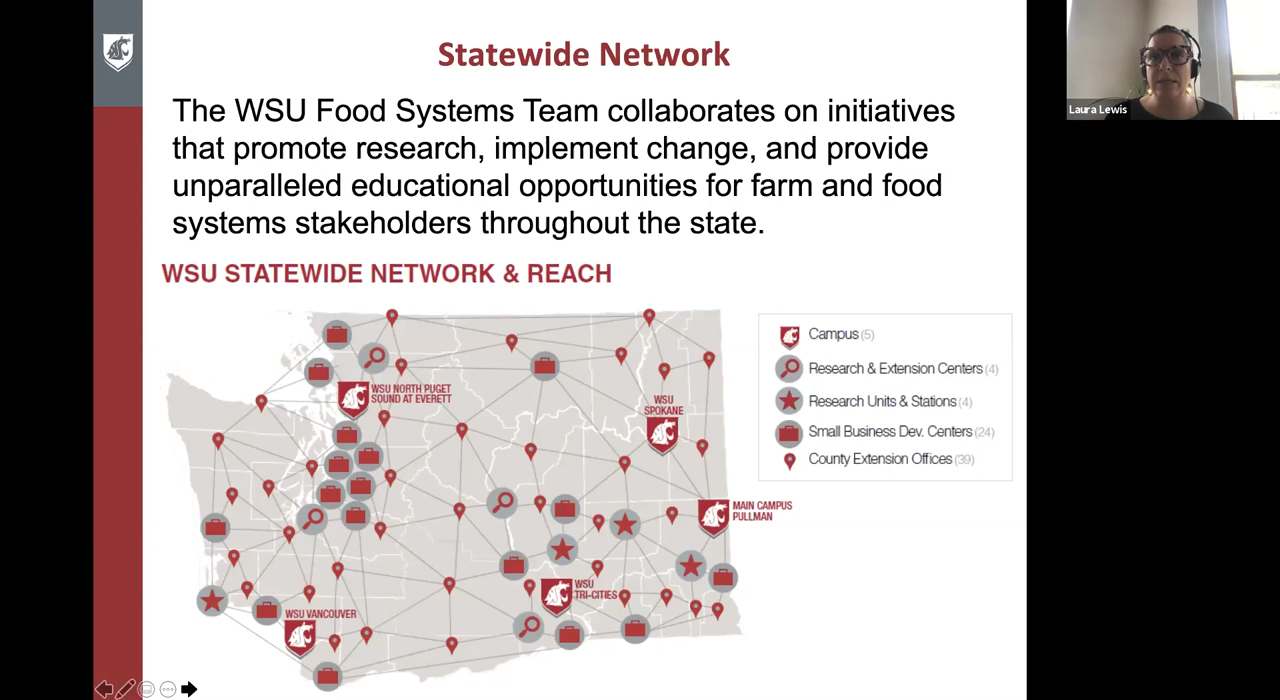 Statewide Network
The WSU Food Systems Team collaborates on initiatives
that promote research, implement change, and provide
unparalleled educational opportunities for farm and food
systems stakeholders throughout the state.
WSU STATEWIDE NETWORK & REACH
WSU NORTH PUGET
SOUND AT EVERETT
WSU
SPOKANE
MAIN CAMPUS
PULLMAN
WSU
TRI-CITIES
WSU VANCOUVER
Campus (5)
Research & Extension Centers (4)
Research Units & Stations (4)
Small Business Dev. Centers (24)
County Extension Offices (39)
Laura Lewis